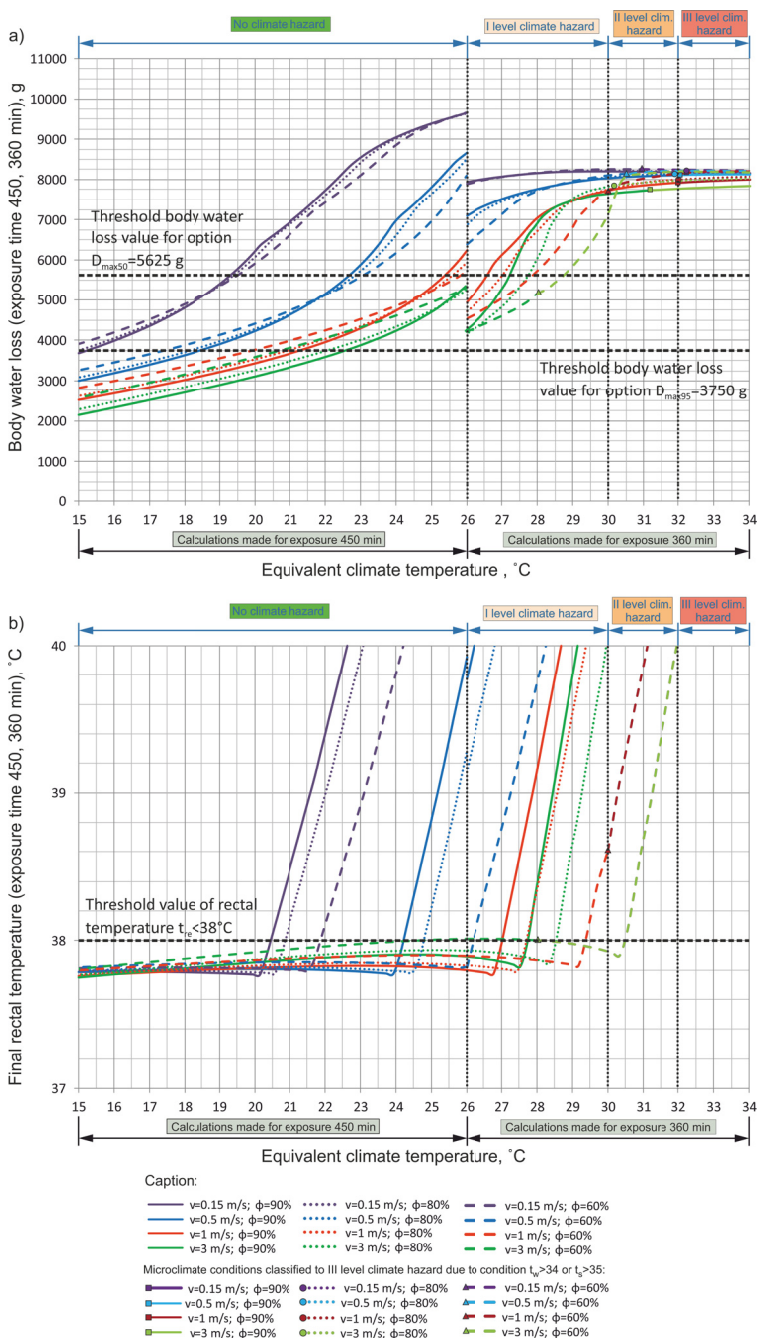 No climate hazard
I level climate hazard
II level clim. hazard
III level clim. hazard
a)
Body water loss (exposure time 450, 360 min), g
11000
10000
9000
8000
7000
6000
5000
4000
3000
2000
1000
0
Threshold body water
loss value for option
Dmax50=5625 g
Threshold body water loss
value for option Dmax95=3750 g
15 16 17 18 19 20 21 22 23 24 25 26 27 28 29 30 31 32 33 34
Calculations made for exposure 450 min
Calculations made for exposure 360 min
Equivalent climate temperature , ˚C
b)
No climate hazard
I level climate hazard
II level clim. hazard
III level clim. hazard
Final rectal temperature (exposure time 450, 360 min). ˚C
40
39
38
37
Threshold value of rectal
temperature tre<38°C
15 16 17 18 19 20 21 22 23 24 25 26 27 28 29 30 31 32 33 34
Calculations made for exposure 450 min
Calculations made for exposure 360 min
Equivalent climate temperature, ˚C
Caption:
v=0.15 m/s; ϕ=90% v=0.15 m/s; ϕ=80% v=0.15 m/s; ϕ=60%
v=0.5 m/s; ϕ=90% v=0.5 m/s; ϕ=80% v=0.5 m/s; ϕ=60%
v=1 m/s; ϕ=90% v=1 m/s; ϕ=80% v=1 m/s; ϕ=60%
v=3 m/s; ϕ=90% v=3 m/s; ϕ=80% v=3 m/s; ϕ=60%
Microclimate conditions classified to III level climate hazard due to condition tw>34 or ts>35:
v=0.15 m/s; ϕ=90% v=0.15 m/s; ϕ=80% v=0.15 m/s; ϕ=60%
v=0.5 m/s; ϕ=90% v=0.5 m/s; ϕ=80% v=0.5 m/s; ϕ=60%
v=1 m/s; ϕ=90% v=1 m/s; ϕ=80% v=1 m/s; ϕ=60%
v=3 m/s; ϕ=90% v=3 m/s; ϕ=80% v=3 m/s; ϕ=60%